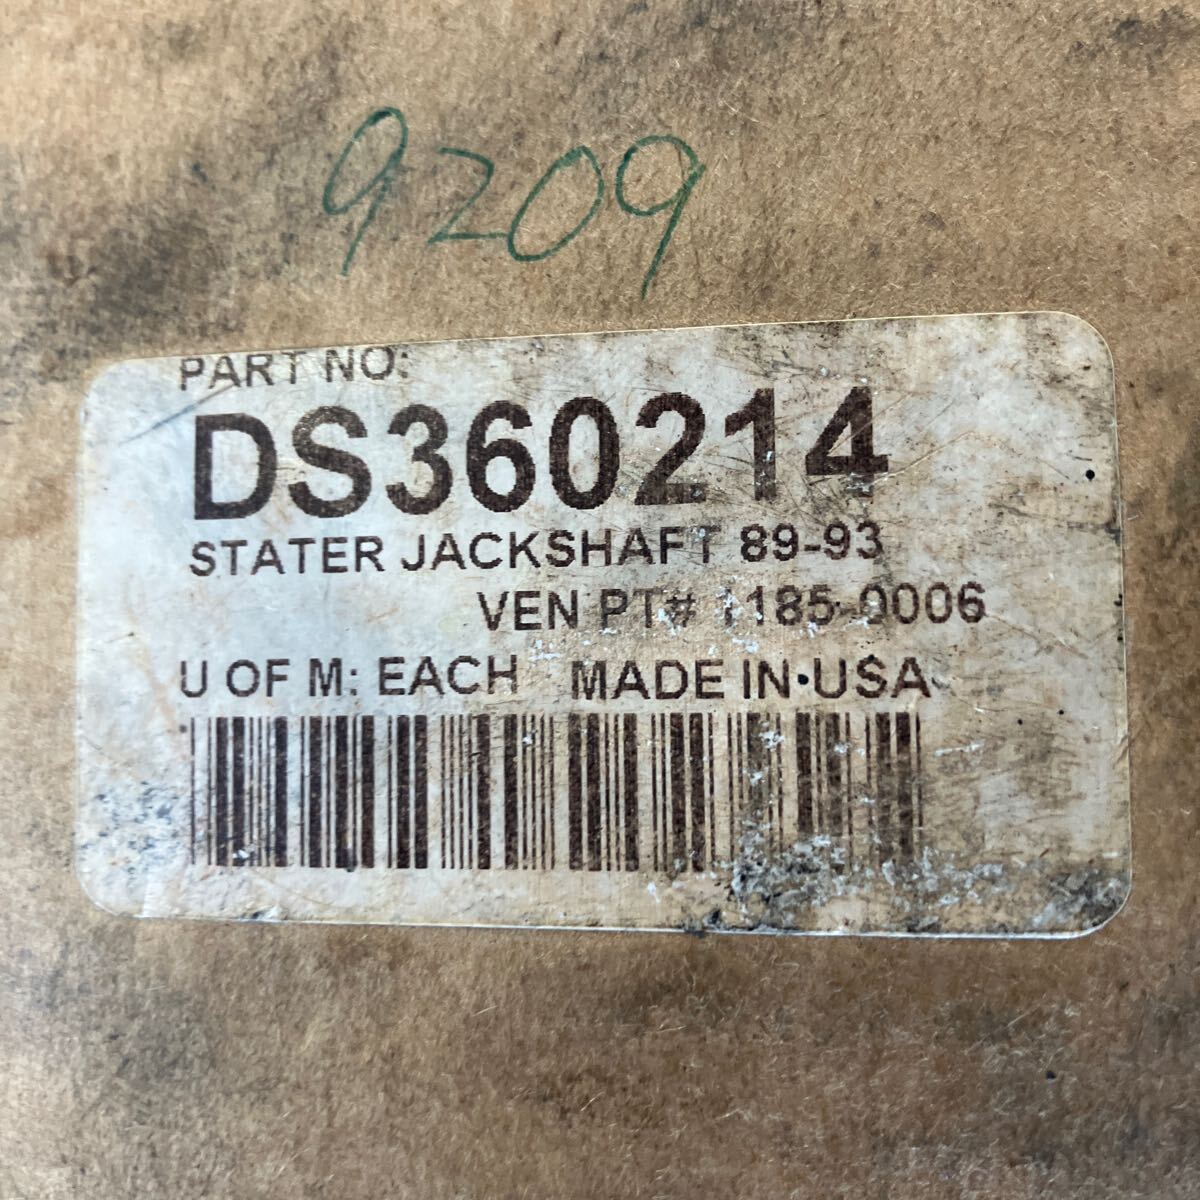 9209
PART NO:
DS360214
STATER JACKSHAFT 89-93
VEN PT# 1185-0006
U OF M: EACH MADE IN USA